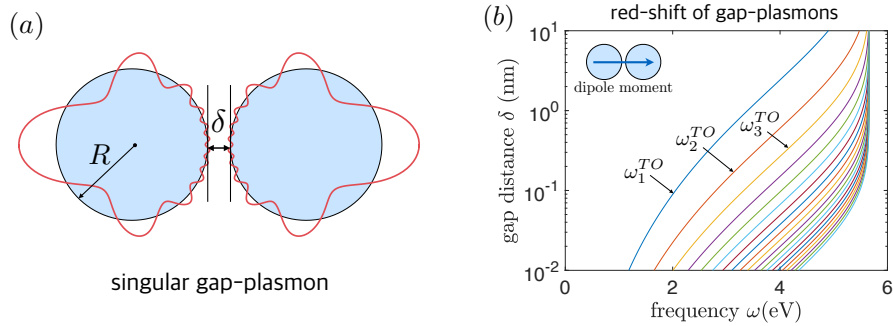 (a)
δ
R
singular gap-plasmon
(b)
red-shift of gap-plasmons
gap distance δ (nm)
10^1
10^0
10^-1
10^-2
dipole moment
ω_1^{TO}
ω_2^{TO}
ω_3^{TO}
0
2
4
6
frequency ω(eV)